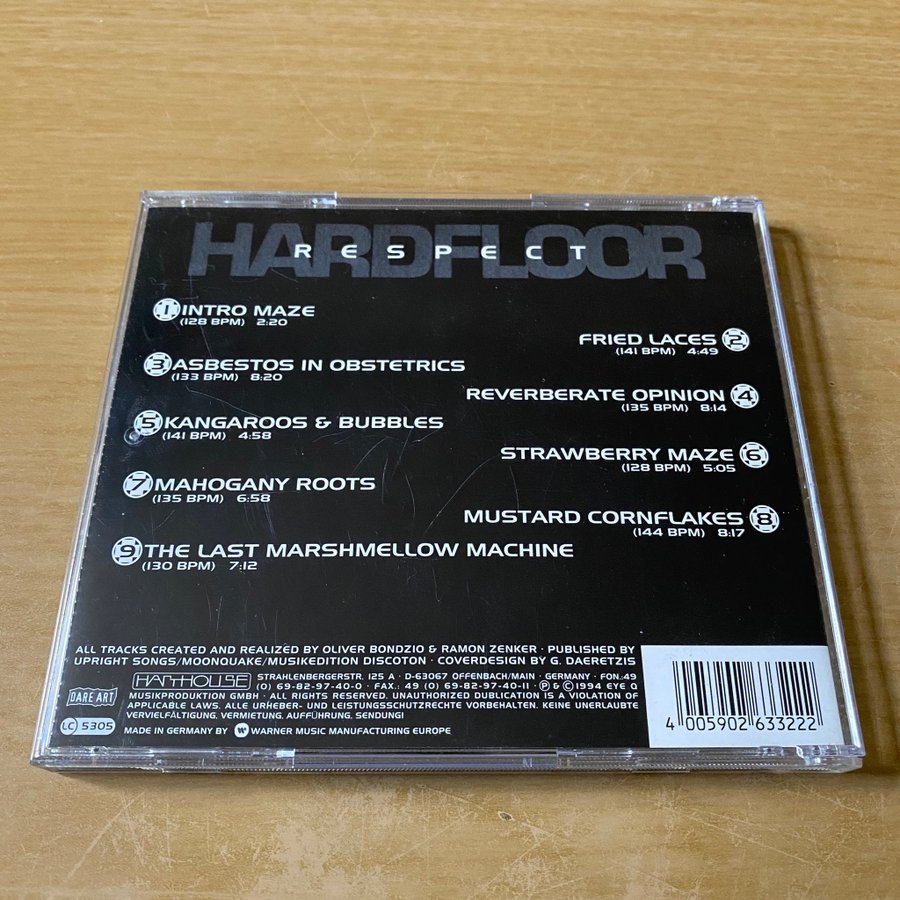 HARDFLOOR
RESPECT
1 INTRO MAZE
(128 BPM) 2:20
FRIED LACES 2
(141 BPM) 4:49
3 ASBESTOS IN OBSTETRICS
(133 BPM) 8:20
REVERBERATE OPINION 4
(135 BPM) 8:14
5 KANGAROOS & BUBBLES
(141 BPM) 4:58
STRAWBERRY MAZE 6
(128 BPM) 5:05
7 MAHOGANY ROOTS
(135 BPM) 6:58
MUSTARD CORNFLAKES 8
(144 BPM) 8:17
9 THE LAST MARSHMELLOW MACHINE
(130 BPM) 7:12
ALL TRACKS CREATED AND REALIZED BY OLIVER BONDZIO & RAMON ZENKER · PUBLISHED BY
UPRIGHT SONGS/MOONQUAKE/MUSIKEDITION DISCOTON · COVERDESIGN BY G. DAERETZIS
HARTHOUSE STRAHLENBERGERSTR. 125 A · D-63067 OFFENBACH/MAIN · GERMANY · FON.:49
(0) 69-82-97-40-0 · FAX.: 49 (0) 69-82-97-40-11 · ℗ & © 1994 EYE Q
DARE ART
MUSIKPRODUKTION GMBH · ALL RIGHTS RESERVED. UNAUTHORIZED DUBLICATION IS A VIOLATION OF
APPLICABLE LAWS. ALLE URHEBER- UND LEISTUNGSSCHUTZRECHTE VORBEHALTEN. KEINE UNERLAUBTE
LC 5305
VERVIELFÄLTIGUNG, VERMIETUNG, AUFFÜHRUNG, SENDUNG!
MADE IN GERMANY BY WARNER MUSIC MANUFACTURING EUROPE
4 005902 633222